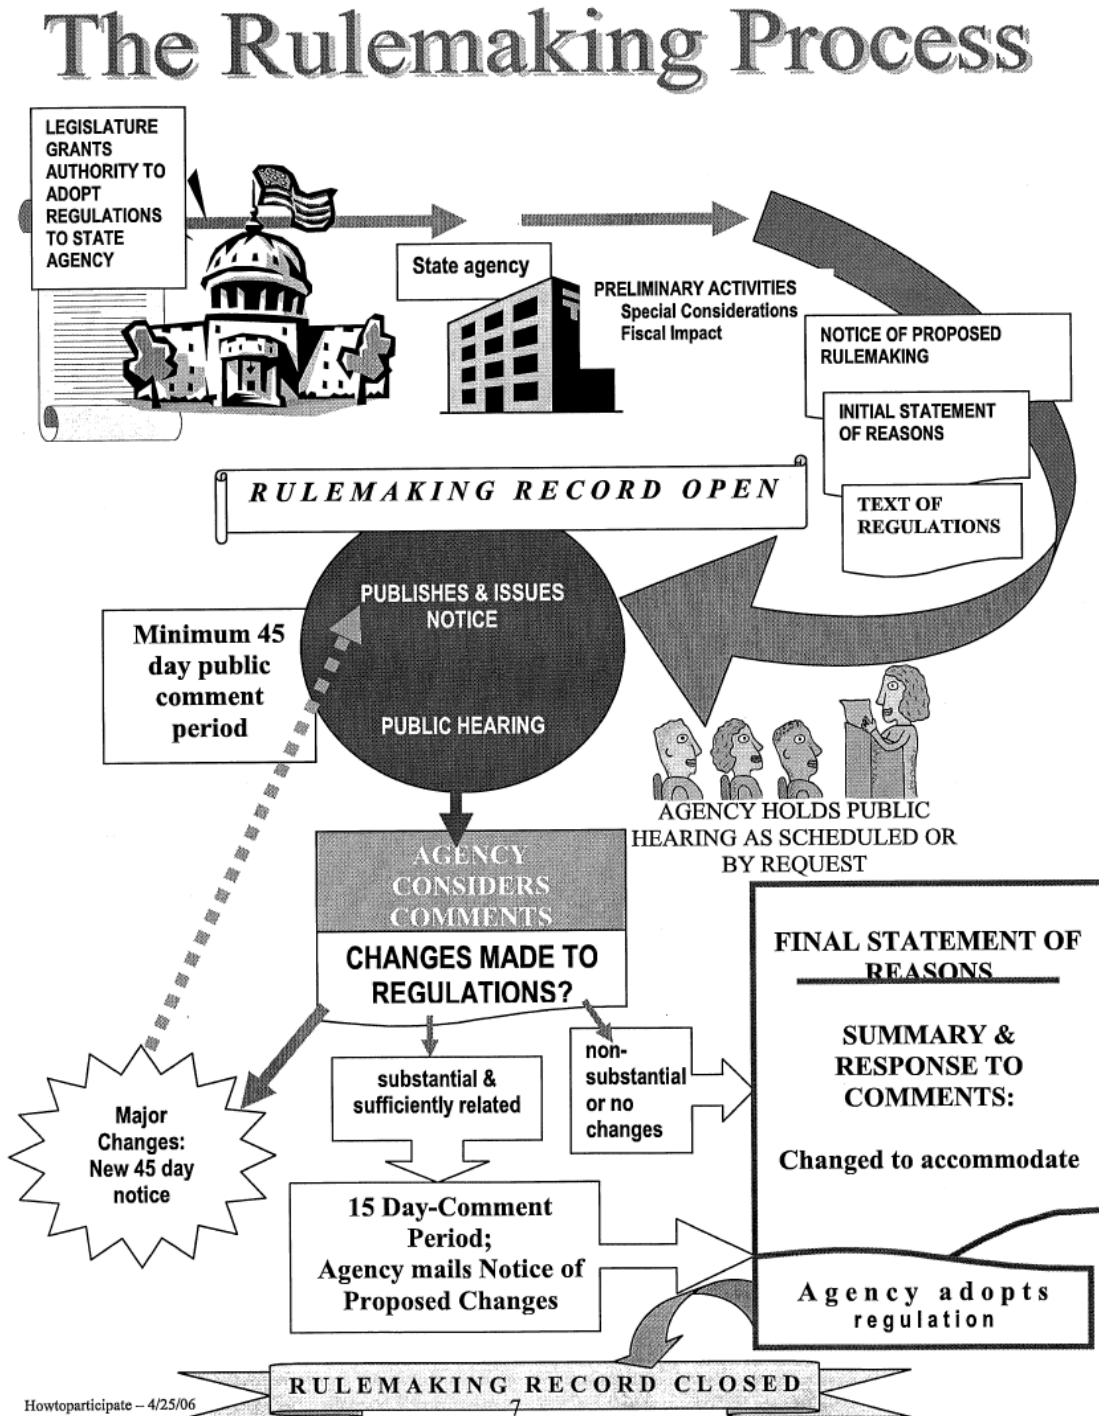 The Rulemaking Process
LEGISLATURE
GRANTS
AUTHORITY TO
ADOPT
REGULATIONS
TO STATE
AGENCY
State agency
PRELIMINARY ACTIVITIES
Special Considerations
Fiscal Impact
NOTICE OF PROPOSED
RULEMAKING
INITIAL STATEMENT
OF REASONS
TEXT OF
REGULATIONS
RULEMAKING RECORD OPEN
PUBLISHES & ISSUES
NOTICE
PUBLIC HEARING
Minimum 45
day public
comment
period
AGENCY HOLDS PUBLIC
HEARING AS SCHEDULED OR
BY REQUEST
AGENCY
CONSIDERS
COMMENTS
CHANGES MADE TO
REGULATIONS?
Major
Changes:
New 45 day
notice
substantial &
sufficiently related
non-
substantial
or no
changes
15 Day-Comment
Period;
Agency mails Notice of
Proposed Changes
FINAL STATEMENT OF
REASONS
SUMMARY &
RESPONSE TO
COMMENTS:
Changed to accommodate
Agency adopts
regulation
RULEMAKING RECORD CLOSED
Howtoparticipate – 4/25/06
7